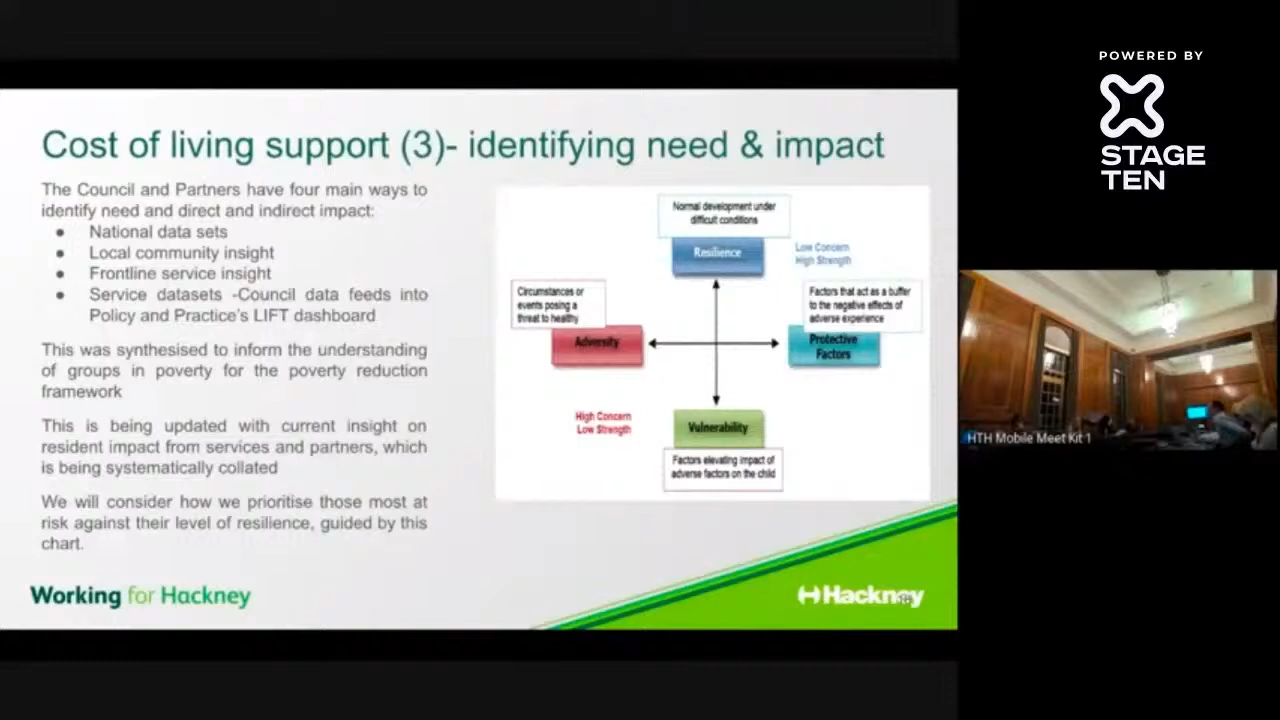 Cost of living support (3)- identifying need & impact
The Council and Partners have four main ways to
identify need and direct and indirect impact:
● National data sets
● Local community insight
● Frontline service insight
● Service datasets -Council data feeds into
Policy and Practice's LIFT dashboard
This was synthesised to inform the understanding
of groups in poverty for the poverty reduction
framework
This is being updated with current insight on
resident impact from services and partners, which
is being systematically collated
We will consider how we prioritise those most at
risk against their level of resilience, guided by this
chart.
Normal development under
difficult conditions
Resilience
Low Concern
High Strength
Circumstances or
events posing a
threat to healthy
Adversity
Factors that act as a buffer
to the negative effects of
adverse experience
Protective
Factors
High Concern
Low Strength
Vulnerability
Factors elevating impact of
adverse factors on the child
Working for Hackney
Hackney
POWERED BY
STAGE
TEN
HTH Mobile Meet Kit 1